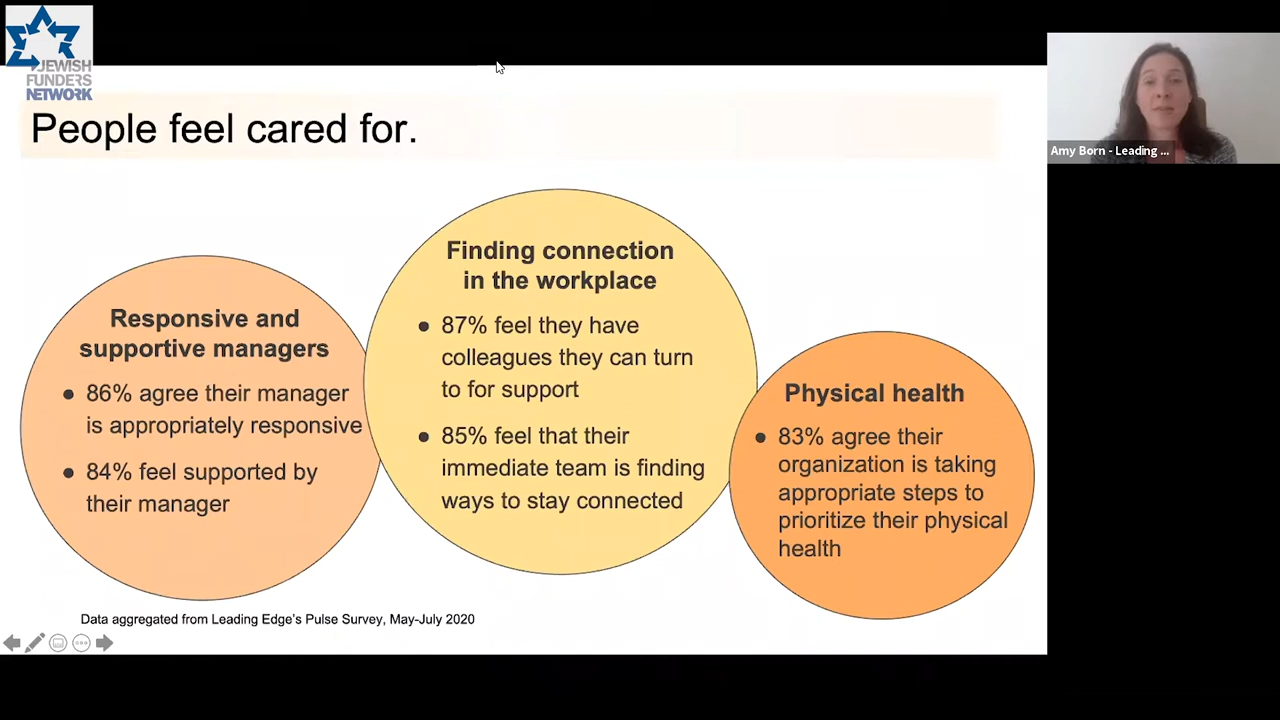 JEWISH
FUNDERS
NETWORK
People feel cared for.
Amy Born - Leading ...
Responsive and
supportive managers
● 86% agree their manager
is appropriately responsive
● 84% feel supported by
their manager
Finding connection
in the workplace
● 87% feel they have
colleagues they can turn
to for support
● 85% feel that their
immediate team is finding
ways to stay connected
Physical health
● 83% agree their
organization is taking
appropriate steps to
prioritize their physical
health
Data aggregated from Leading Edge's Pulse Survey, May-July 2020